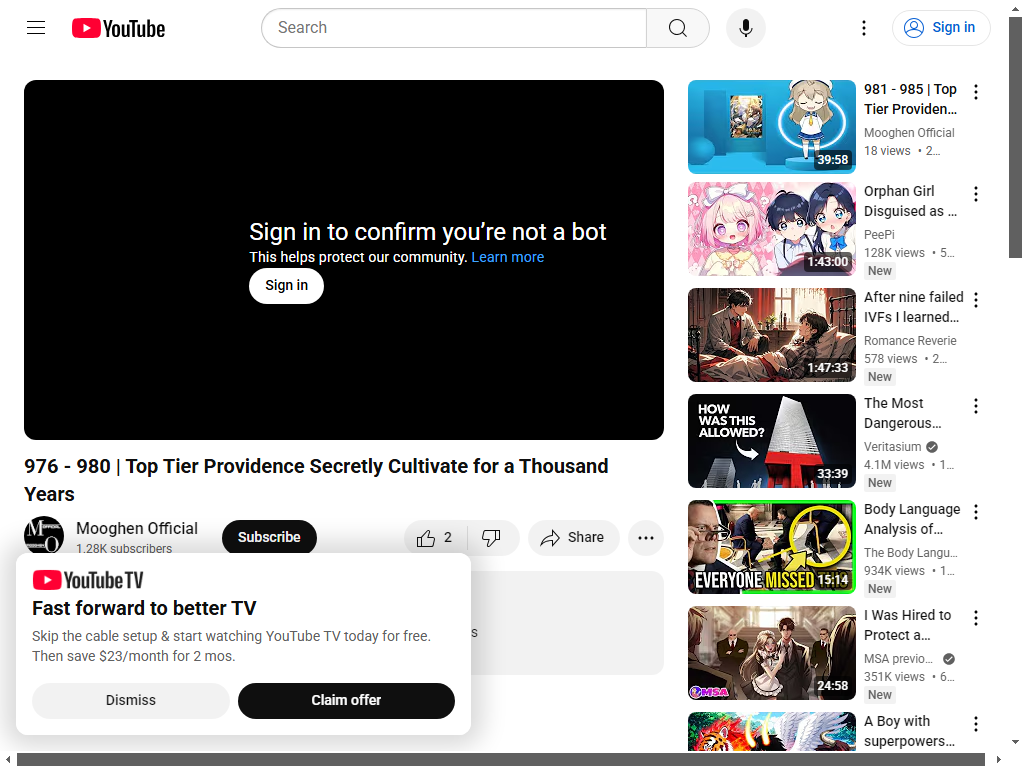 YouTube
Search
Sign in
Sign in to confirm you’re not a bot
This helps protect our community. Learn more
Sign in
976 - 980 | Top Tier Providence Secretly Cultivate for a Thousand
Years
Mooghen Official
1.28K subscribers
Subscribe
2
Share
s
YouTube TV
Fast forward to better TV
Skip the cable setup & start watching YouTube TV today for free.
Then save $23/month for 2 mos.
Dismiss
Claim offer
39:58
981 - 985 | Top
Tier Providen...
Mooghen Official
18 views • 2...
1:43:00
Orphan Girl
Disguised as ...
PeePi
128K views • 5...
New
1:47:33
After nine failed
IVFs I learned...
Romance Reverie
578 views • 2...
New
HOW
WAS THIS
ALLOWED?
33:39
The Most
Dangerous...
Veritasium
4.1M views • 1...
New
EVERYONE MISSED THIS
15:14
Body Language
Analysis of...
The Body Langu...
934K views • 1...
New
MSA
24:58
I Was Hired to
Protect a...
MSA previo...
351K views • 6...
New
A Boy with
superpowers...